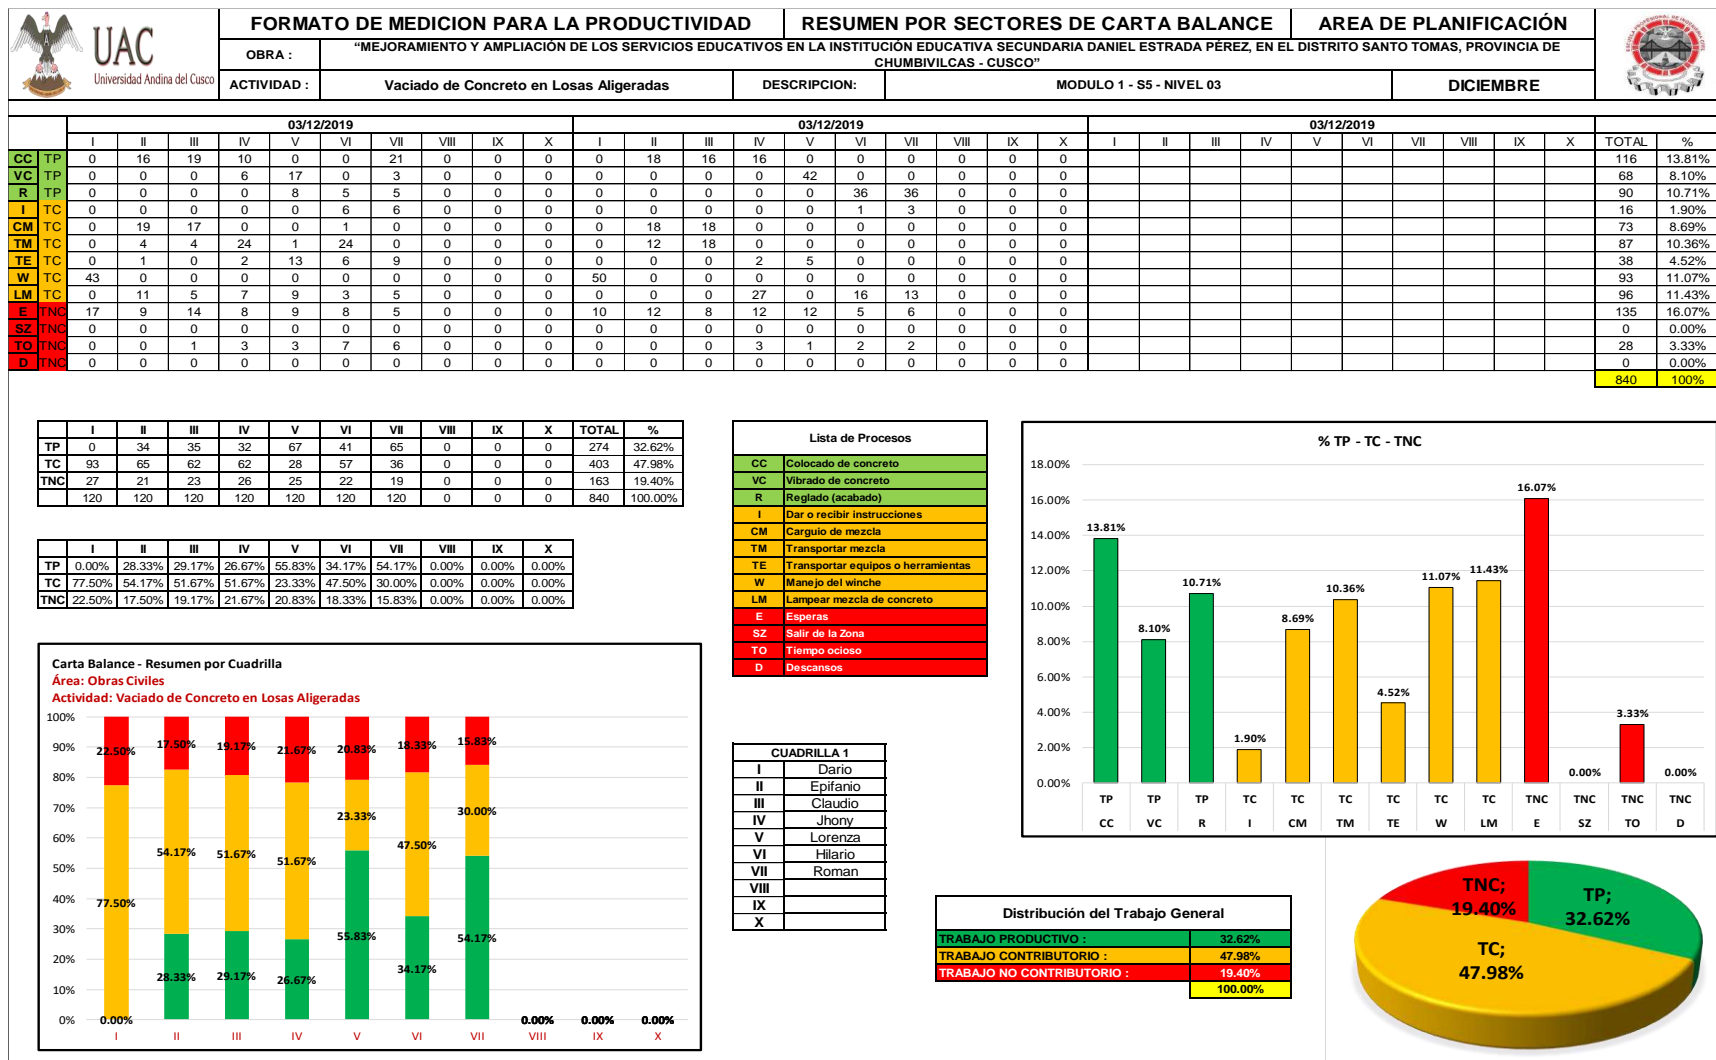 UAC
Universidad Andina del Cusco
FORMATO DE MEDICION PARA LA PRODUCTIVIDAD RESUMEN POR SECTORES DE CARTA BALANCE AREA DE PLANIFICACIÓN
OBRA : “MEJORAMIENTO Y AMPLIACIÓN DE LOS SERVICIOS EDUCATIVOS EN LA INSTITUCIÓN EDUCATIVA SECUNDARIA DANIEL ESTRADA PÉREZ, EN EL DISTRITO SANTO TOMAS, PROVINCIA DE
CHUMBIVILCAS - CUSCO”
ACTIVIDAD : Vaciado de Concreto en Losas Aligeradas DESCRIPCION: MODULO 1 - S5 - NIVEL 03 DICIEMBRE
03/12/2019 03/12/2019 03/12/2019
I II III IV V VI VII VIII IX X I II III IV V VI VII VIII IX X I II III IV V VI VII VIII IX X TOTAL %
CC TP 0 16 19 10 0 0 21 0 0 0 0 18 16 16 0 0 0 0 0 0 116 13.81%
VC TP 0 0 0 6 17 0 3 0 0 0 0 0 0 0 42 0 0 0 0 0 68 8.10%
R TP 0 0 0 0 8 5 5 0 0 0 0 0 0 0 0 36 36 0 0 0 90 10.71%
I TC 0 0 0 0 0 6 6 0 0 0 0 0 0 0 0 1 3 0 0 0 16 1.90%
CM TC 0 19 17 0 0 1 0 0 0 0 0 18 18 0 0 0 0 0 0 0 73 8.69%
TM TC 0 4 4 24 1 24 0 0 0 0 0 12 18 0 0 0 0 0 0 0 87 10.36%
TE TC 0 1 0 2 13 6 9 0 0 0 0 0 0 2 5 0 0 0 0 0 38 4.52%
W TC 43 0 0 0 0 0 0 0 0 0 50 0 0 0 0 0 0 0 0 0 93 11.07%
LM TC 0 11 5 7 9 3 5 0 0 0 0 0 0 27 0 16 13 0 0 0 96 11.43%
E TNC 17 9 14 8 9 8 5 0 0 0 10 12 8 12 12 5 6 0 0 0 135 16.07%
SZ TNC 0 0 0 0 0 0 0 0 0 0 0 0 0 0 0 0 0 0 0 0 0 0.00%
TO TNC 0 0 1 3 3 7 6 0 0 0 0 0 0 3 1 2 2 0 0 0 28 3.33%
D TNC 0 0 0 0 0 0 0 0 0 0 0 0 0 0 0 0 0 0 0 0 0 0.00%
840 100%
I II III IV V VI VII VIII IX X TOTAL %
TP 0 34 35 32 67 41 65 0 0 0 274 32.62%
TC 93 65 62 62 28 57 36 0 0 0 403 47.98%
TNC 27 21 23 26 25 22 19 0 0 0 163 19.40%
120 120 120 120 120 120 120 0 0 0 840 100.00%
I II III IV V VI VII VIII IX X
TP 0.00% 28.33% 29.17% 26.67% 55.83% 34.17% 54.17% 0.00% 0.00% 0.00%
TC 77.50% 54.17% 51.67% 51.67% 23.33% 47.50% 30.00% 0.00% 0.00% 0.00%
TNC 22.50% 17.50% 19.17% 21.67% 20.83% 18.33% 15.83% 0.00% 0.00% 0.00%
Lista de Procesos
CC Colocado de concreto
VC Vibrado de concreto
R Reglado (acabado)
I Dar o recibir instrucciones
CM Carguio de mezcla
TM Transportar mezcla
TE Transportar equipos o herramientas
W Manejo del winche
LM Lampear mezcla de concreto
E Esperas
SZ Salir de la Zona
TO Tiempo ocioso
D Descansos
% TP - TC - TNC
18.00%
16.00%
14.00%
12.00%
10.00%
8.00%
6.00%
4.00%
2.00%
0.00%
13.81% 8.10% 10.71% 1.90% 8.69% 10.36% 4.52% 11.07% 11.43% 16.07% 0.00% 3.33% 0.00%
TP TP TP TC TC TC TC TC TC TNC TNC TNC TNC
CC VC R I CM TM TE W LM E SZ TO D
Carta Balance - Resumen por Cuadrilla
Área: Obras Civiles
Actividad: Vaciado de Concreto en Losas Aligeradas
100%
90%
80%
70%
60%
50%
40%
30%
20%
10%
0%
22.50% 17.50% 19.17% 21.67% 20.83% 18.33% 15.83%
77.50% 54.17% 51.67% 51.67% 23.33% 47.50% 30.00%
0.00% 28.33% 29.17% 26.67% 55.83% 34.17% 54.17% 0.00% 0.00% 0.00%
I II III IV V VI VII VIII IX X
CUADRILLA 1
I Dario
II Epifanio
III Claudio
IV Jhony
V Lorenza
VI Hilario
VII Roman
VIII
IX
X
Distribución del Trabajo General
TRABAJO PRODUCTIVO : 32.62%
TRABAJO CONTRIBUTORIO : 47.98%
TRABAJO NO CONTRIBUTORIO : 19.40%
100.00%
TNC;
19.40%
TP;
32.62%
TC;
47.98%